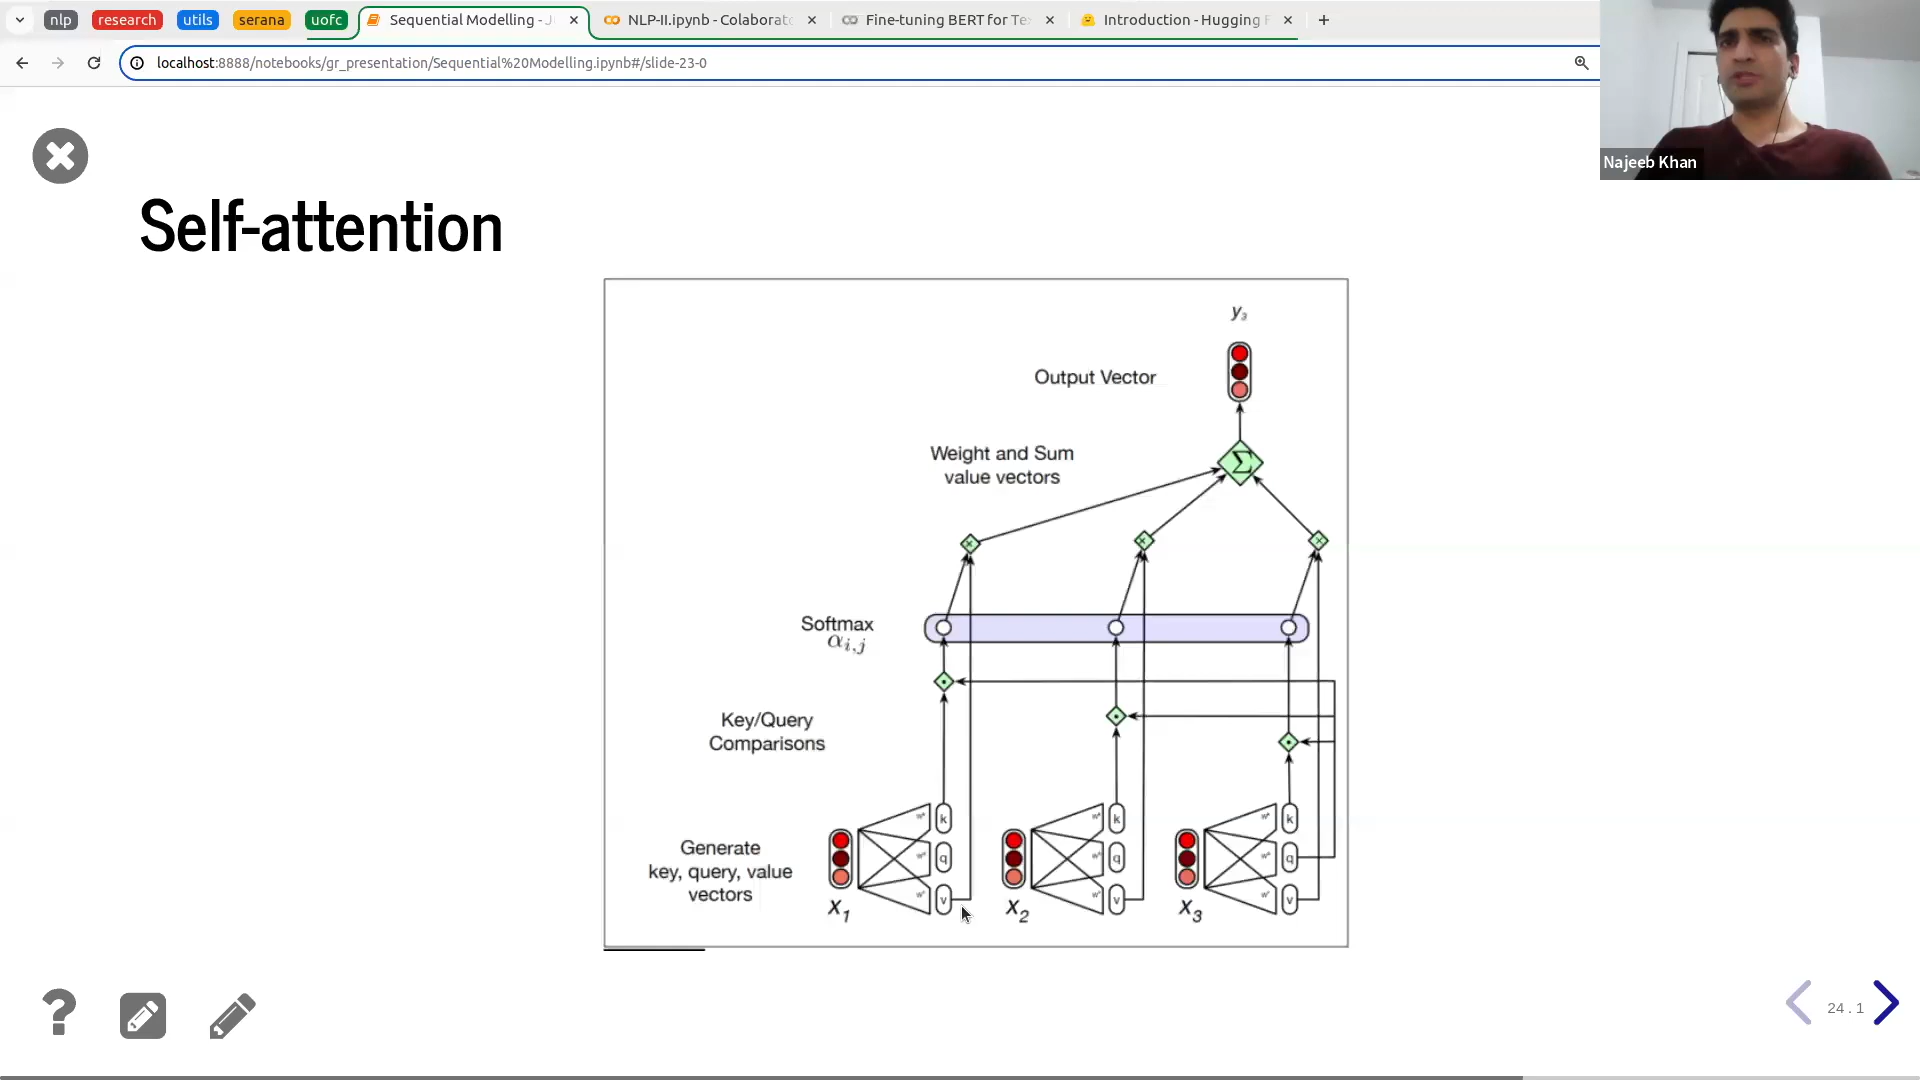 nlp
research
utils
serana
uofc
Sequential Modelling - J
NLP-II.ipynb - Colaborat
Fine-tuning BERT for Te
Introduction - Hugging F
localhost:8888/notebooks/gr_presentation/Sequential%20Modelling.ipynb#/slide-23-0
Najeeb Khan
Self-attention
y₃
Output Vector
Weight and Sum
value vectors
Σ
Softmax
αi,j
Key/Query
Comparisons
k k k
Generate
key, query, value
vectors
q q q
v v v
X₁ X₂ X₃
24.1